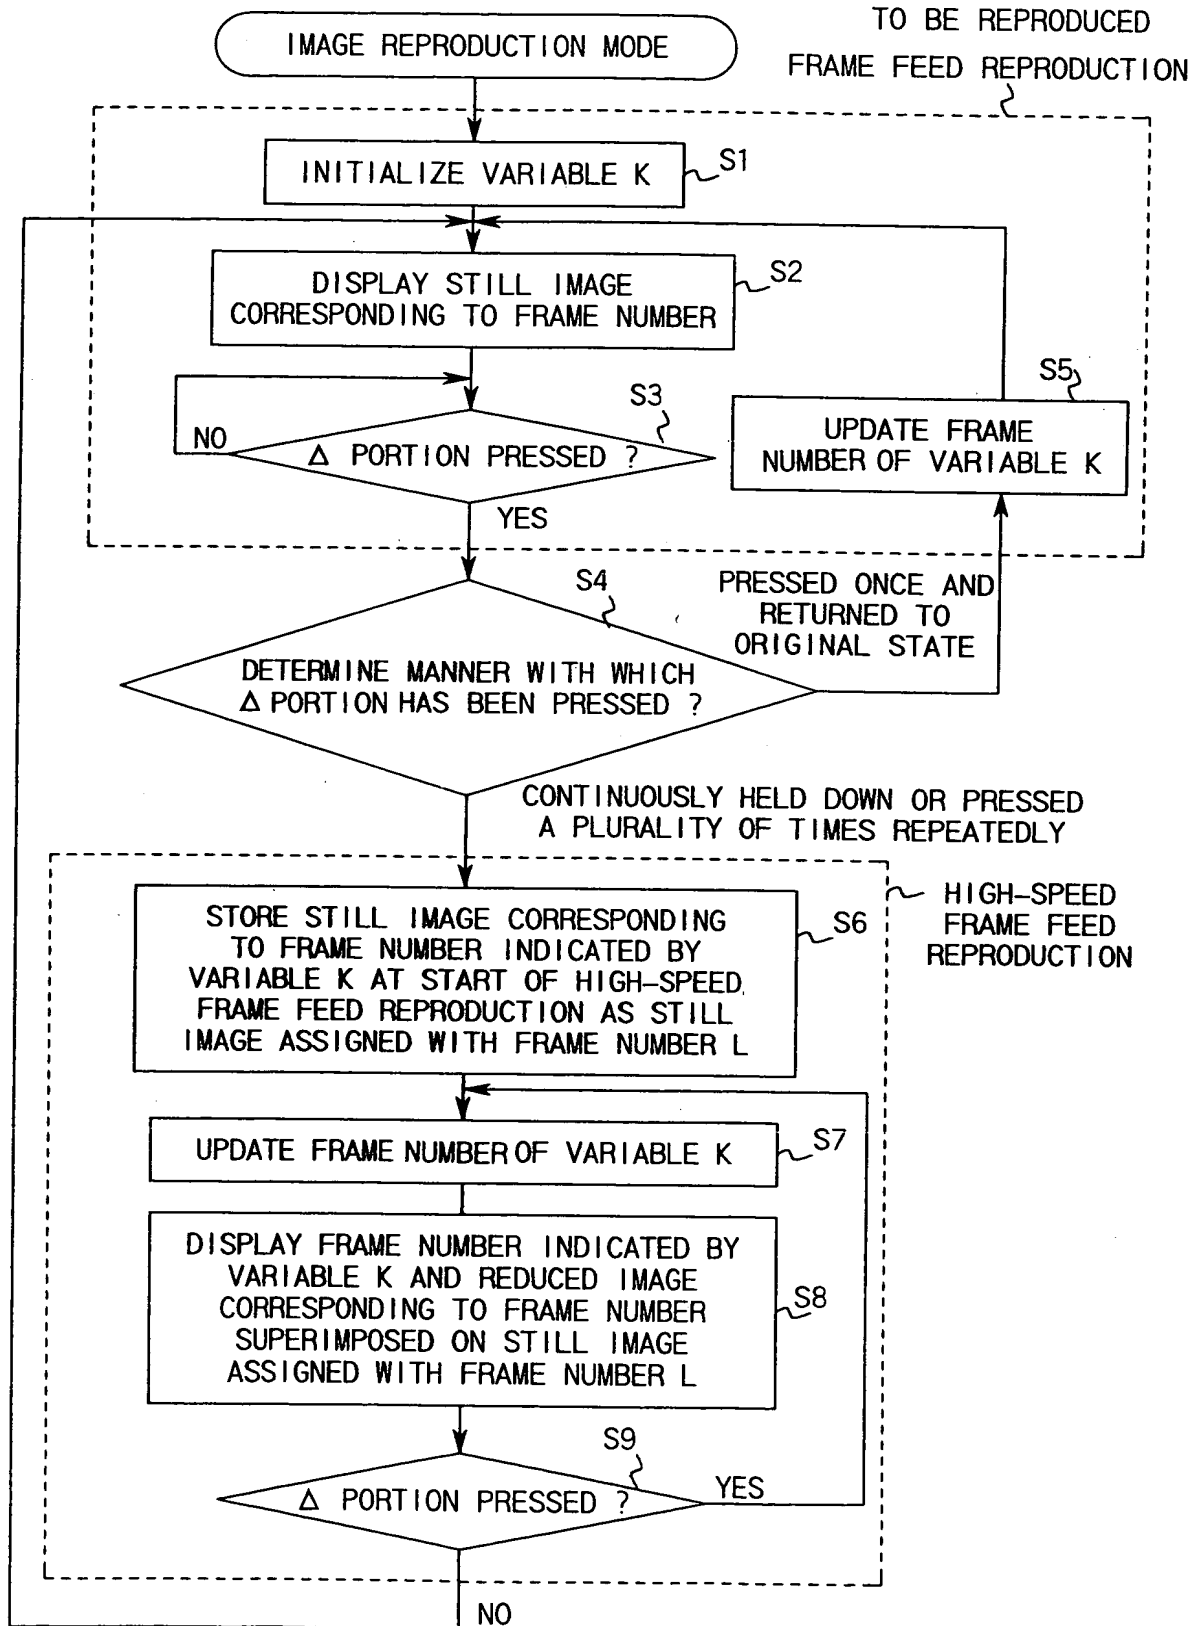 TO BE REPRODUCED
IMAGE REPRODUCTION MODE
FRAME FEED REPRODUCTION
INITIALIZE VARIABLE K
S1
DISPLAY STILL IMAGE
CORRESPONDING TO FRAME NUMBER
S2
S3
NO
Δ PORTION PRESSED ?
YES
S5
UPDATE FRAME
NUMBER OF VARIABLE K
S4
PRESSED ONCE AND
RETURNED TO
ORIGINAL STATE
DETERMINE MANNER WITH WHICH
Δ PORTION HAS BEEN PRESSED ?
CONTINUOUSLY HELD DOWN OR PRESSED
A PLURALITY OF TIMES REPEATEDLY
HIGH-SPEED
FRAME FEED
REPRODUCTION
STORE STILL IMAGE CORRESPONDING
TO FRAME NUMBER INDICATED BY
VARIABLE K AT START OF HIGH-SPEED
FRAME FEED REPRODUCTION AS STILL
IMAGE ASSIGNED WITH FRAME NUMBER L
S6
UPDATE FRAME NUMBER OF VARIABLE K
S7
DISPLAY FRAME NUMBER INDICATED BY
VARIABLE K AND REDUCED IMAGE
CORRESPONDING TO FRAME NUMBER
SUPERIMPOSED ON STILL IMAGE
ASSIGNED WITH FRAME NUMBER L
S8
S9
Δ PORTION PRESSED ?
YES
NO